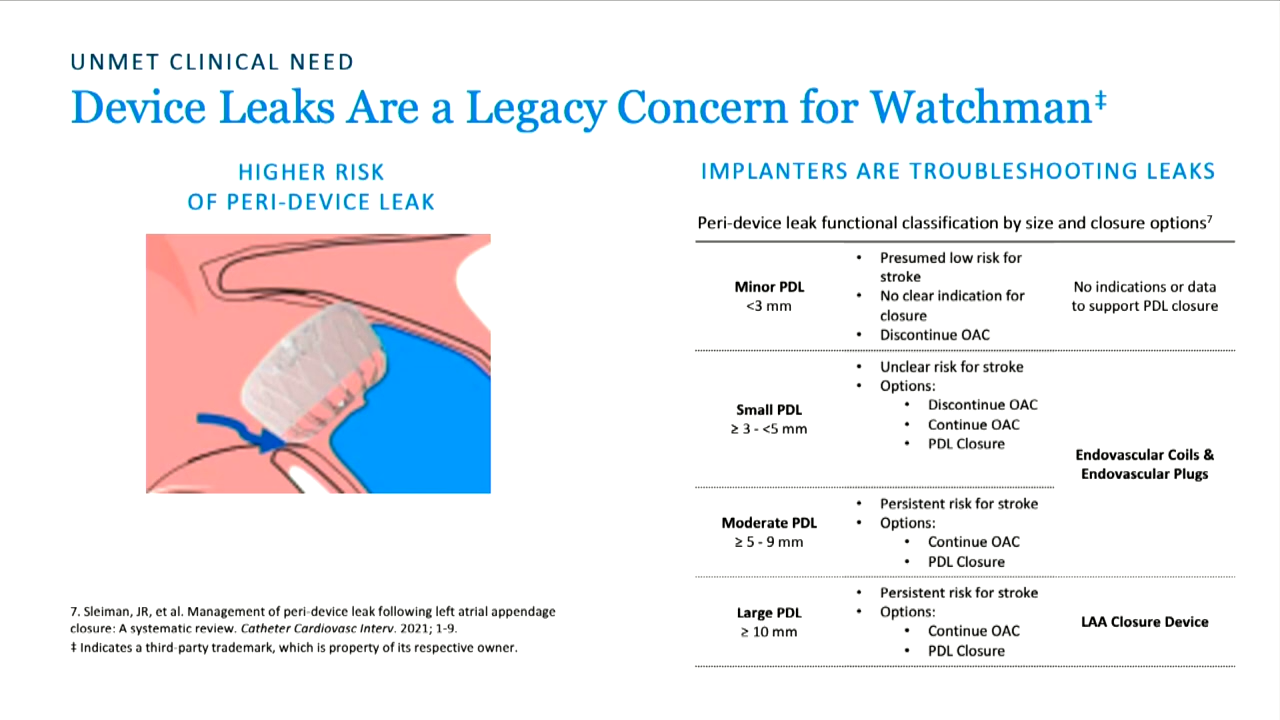 UNMET CLINICAL NEED
Device Leaks Are a Legacy Concern for Watchman‡
HIGHER RISK
OF PERI-DEVICE LEAK
IMPLANTERS ARE TROUBLESHOOTING LEAKS
Peri-device leak functional classification by size and closure options7
Minor PDL
<3 mm
• Presumed low risk for
stroke
• No clear indication for
closure
• Discontinue OAC
No indications or data
to support PDL closure
Small PDL
≥ 3 - <5 mm
• Unclear risk for stroke
• Options:
• Discontinue OAC
• Continue OAC
• PDL Closure
Endovascular Coils &
Endovascular Plugs
Moderate PDL
≥ 5 - 9 mm
• Persistent risk for stroke
• Options:
• Continue OAC
• PDL Closure
Large PDL
≥ 10 mm
• Persistent risk for stroke
• Options:
• Continue OAC
• PDL Closure
LAA Closure Device
7. Sleiman, JR, et al. Management of peri-device leak following left atrial appendage
closure: A systematic review. Catheter Cardiovasc Interv. 2021; 1-9.
‡ Indicates a third-party trademark, which is property of its respective owner.